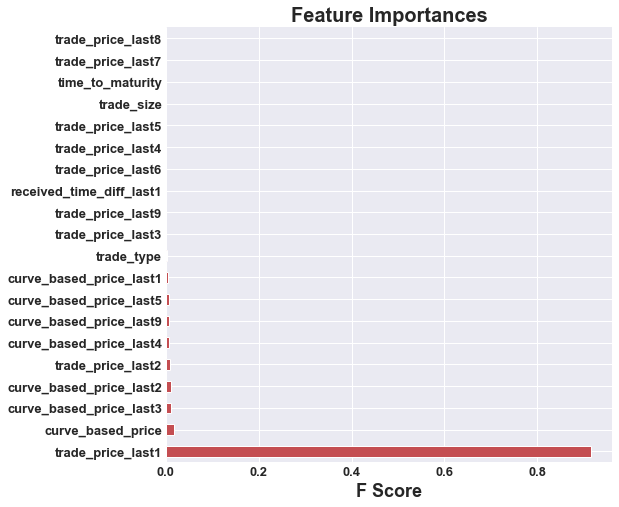 Feature Importances
trade_price_last8
trade_price_last7
time_to_maturity
trade_size
trade_price_last5
trade_price_last4
trade_price_last6
received_time_diff_last1
trade_price_last9
trade_price_last3
trade_type
curve_based_price_last1
curve_based_price_last5
curve_based_price_last9
curve_based_price_last4
trade_price_last2
curve_based_price_last2
curve_based_price_last3
curve_based_price
trade_price_last1
0.0 0.2 0.4 0.6 0.8
F Score